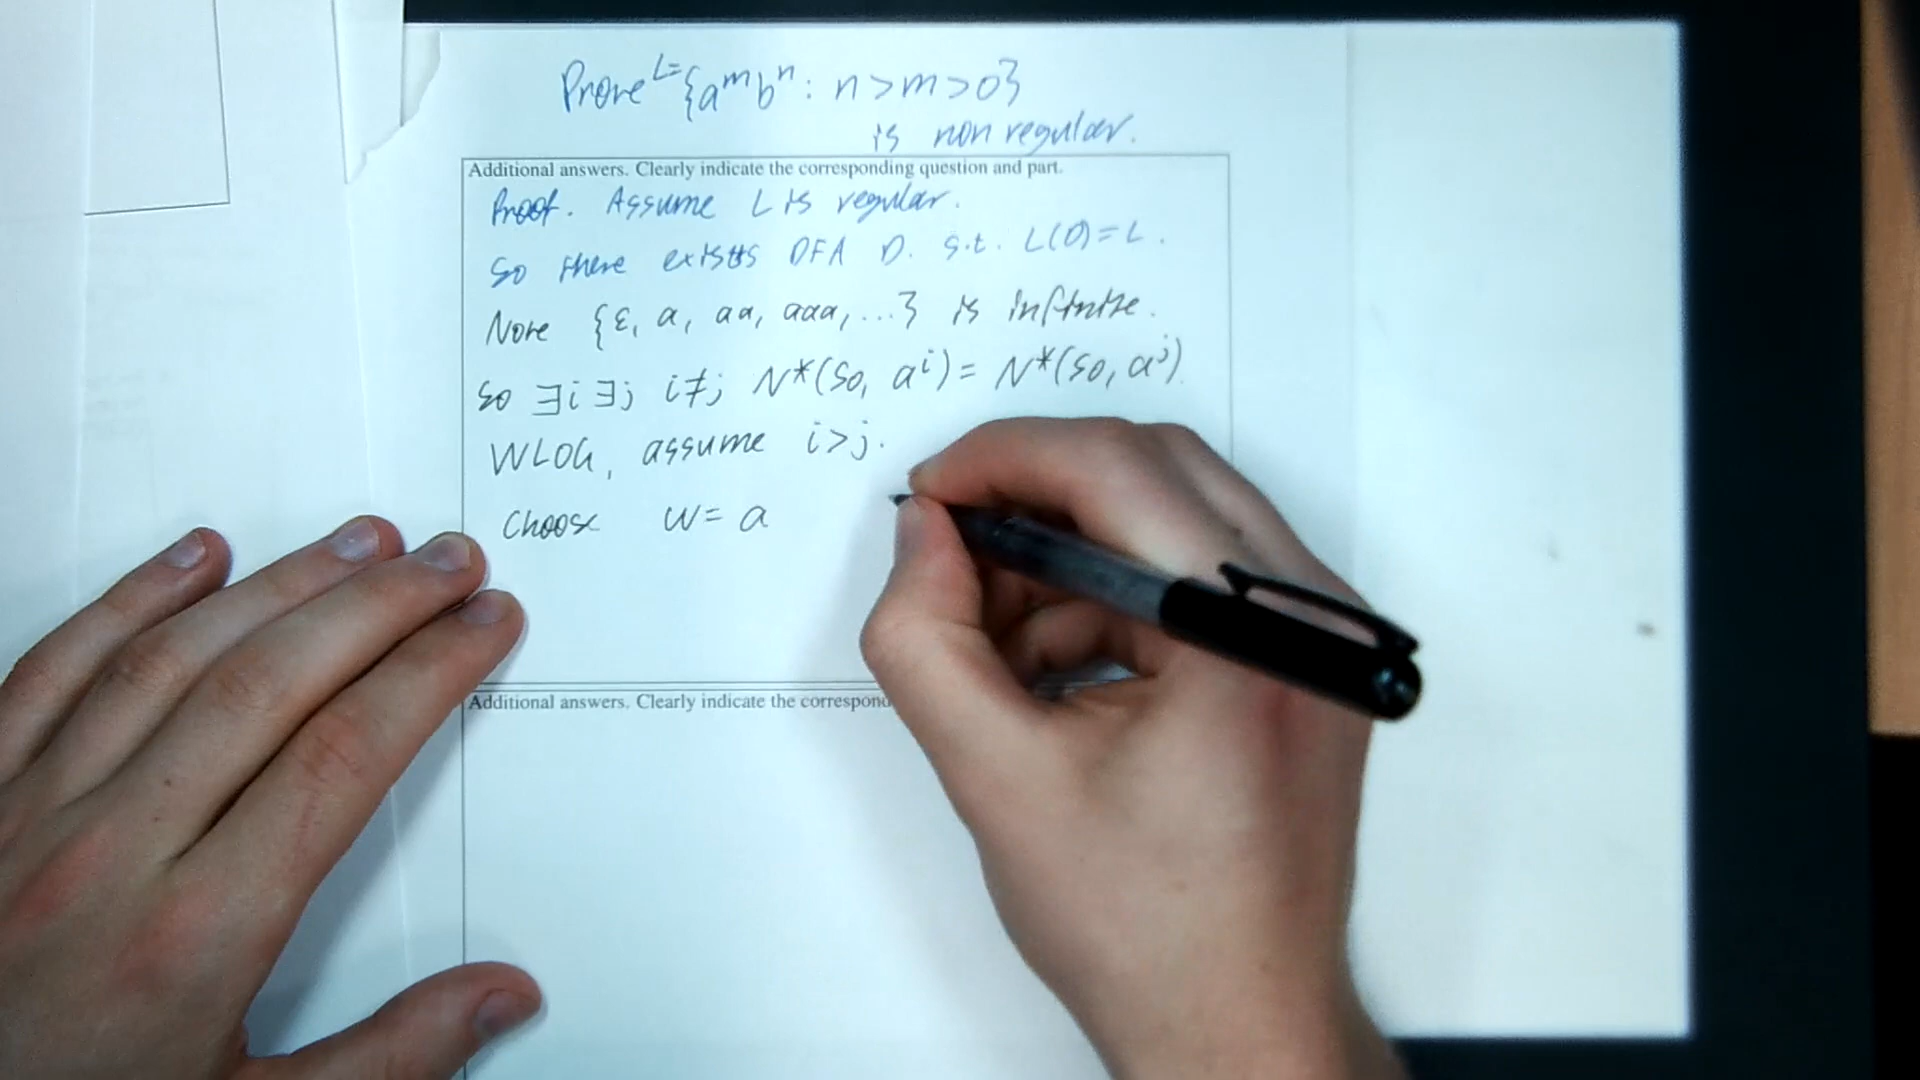 Prove L= {a^m b^n : n > m > 0}
is non regular.
Additional answers. Clearly indicate the corresponding question and part.
Proof. Assume L is regular.
So there exists DFA D. s.t. L(D)=L.
Note {ε, a, aa, aaa, ...} is infinite.
So ∃i ∃j i≠j N*(S0, a^i) = N*(S0, a^j).
WLOG, assume i>j.
Choose w= a
Additional answers. Clearly indicate the